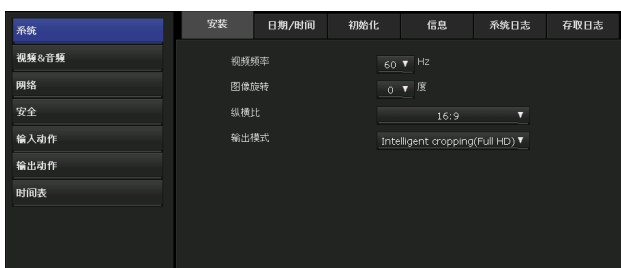 系统
视频&音频
网络
安全
输入动作
输出动作
时间表
安装 日期/时间 初始化 信息 系统日志 存取日志
视频频率 60 Hz
图像旋转 0 度
纵横比 16:9
输出模式 Intelligent cropping(Full HD)